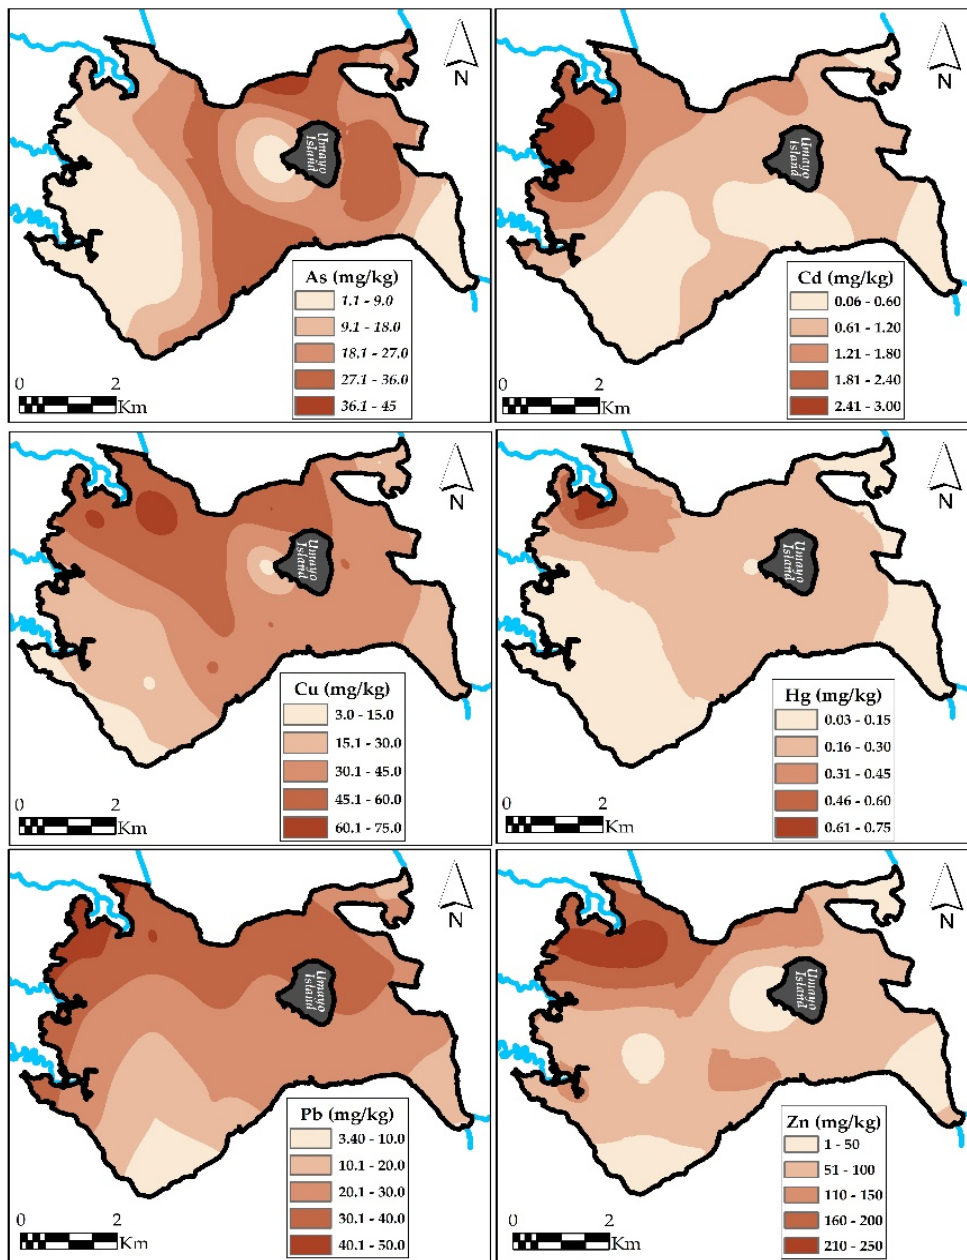 N
Umayo
Island
As (mg/kg)
1.1 - 9.0
9.1 - 18.0
18.1 - 27.0
27.1 - 36.0
36.1 - 45
0 2
Km
N
Umayo
Island
Cd (mg/kg)
0.06 - 0.60
0.61 - 1.20
1.21 - 1.80
1.81 - 2.40
2.41 - 3.00
0 2
Km
N
Umayo
Island
Cu (mg/kg)
3.0 - 15.0
15.1 - 30.0
30.1 - 45.0
45.1 - 60.0
60.1 - 75.0
0 2
Km
N
Umayo
Island
Hg (mg/kg)
0.03 - 0.15
0.16 - 0.30
0.31 - 0.45
0.46 - 0.60
0.61 - 0.75
0 2
Km
N
Umayo
Island
Pb (mg/kg)
3.40 - 10.0
10.1 - 20.0
20.1 - 30.0
30.1 - 40.0
40.1 - 50.0
0 2
Km
N
Umayo
Island
Zn (mg/kg)
1 - 50
51 - 100
110 - 150
160 - 200
210 - 250
0 2
Km